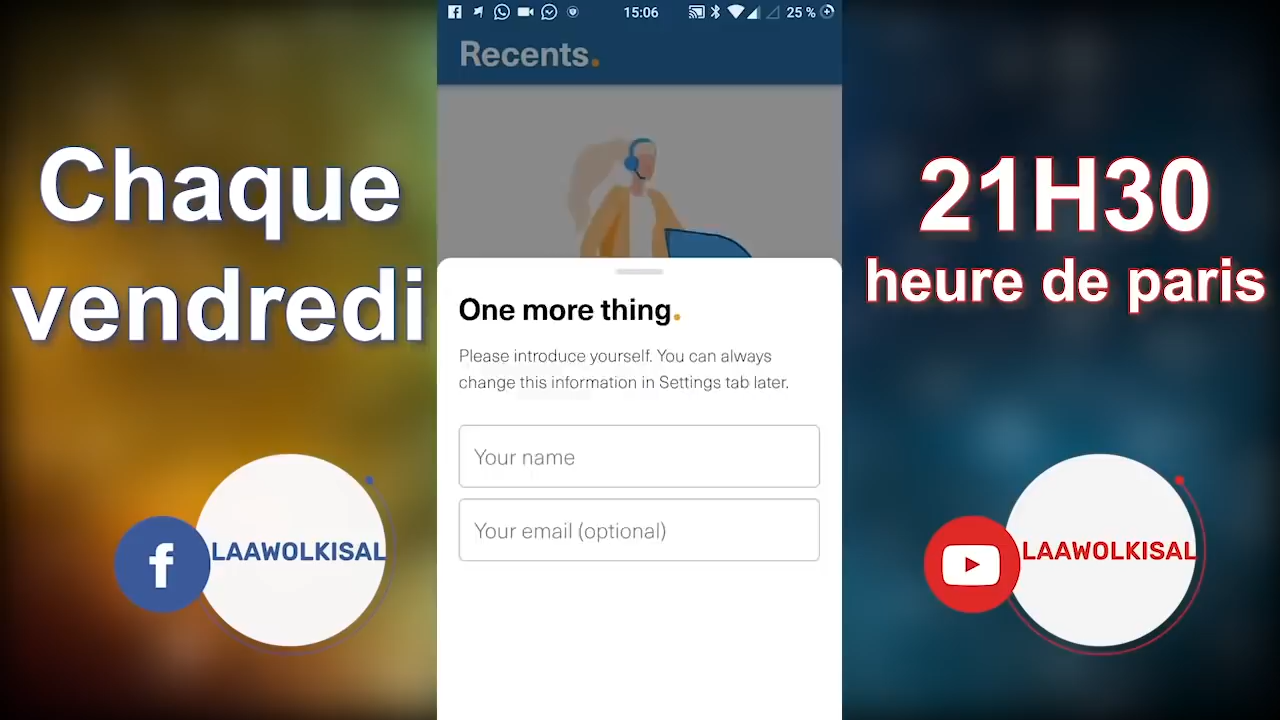 15:06
25 %
Recents.
Chaque
vendredi
21H30
heure de paris
One more thing.
Please introduce yourself. You can always
change this information in Settings tab later.
Your name
Your email (optional)
f
LAAWOLKISAL
LAAWOLKISAL